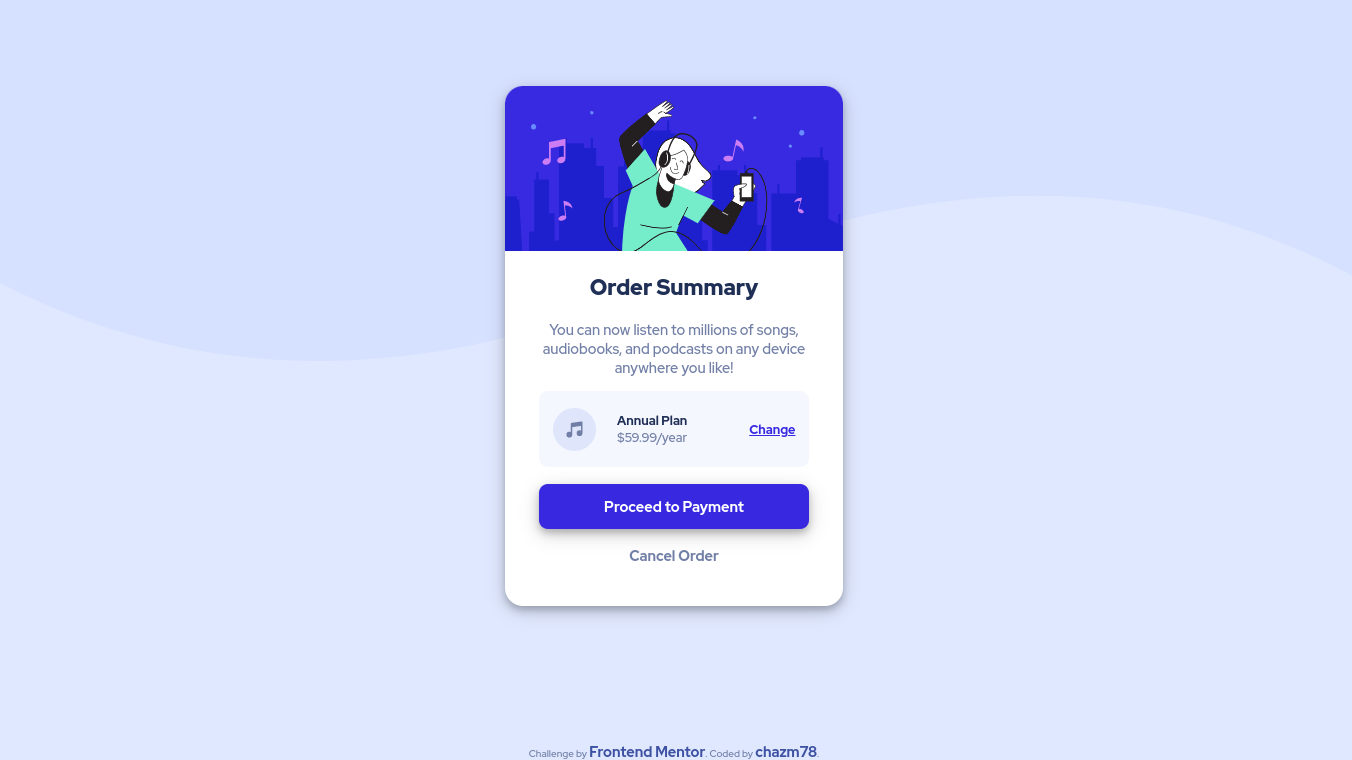 Order Summary
You can now listen to millions of songs,
audiobooks, and podcasts on any device
anywhere you like!
Annual Plan
$59.99/year
Change
Proceed to Payment
Cancel Order
Challenge by Frontend Mentor. Coded by chazm78.